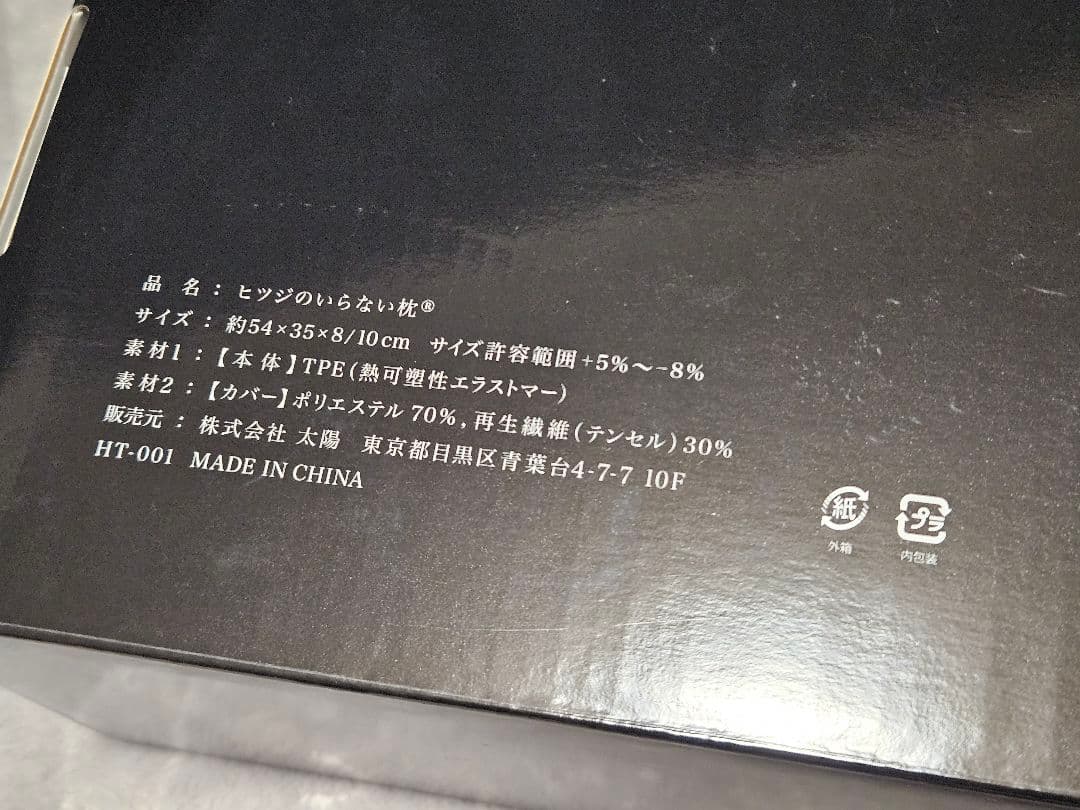 品 名 : ヒツジのいらない枕®
サイズ : 約54×35×8/10cm サイズ許容範囲+5%〜-8%
素材1 : 【本体】TPE(熱可塑性エラストマー)
素材2 : 【カバー】ポリエステル 70%, 再生繊維(テンセル)30%
販売元 : 株式会社 太陽 東京都目黒区青葉台4-7-7 10F
HT-001 MADE IN CHINA
紙 プラ
外箱 内包装